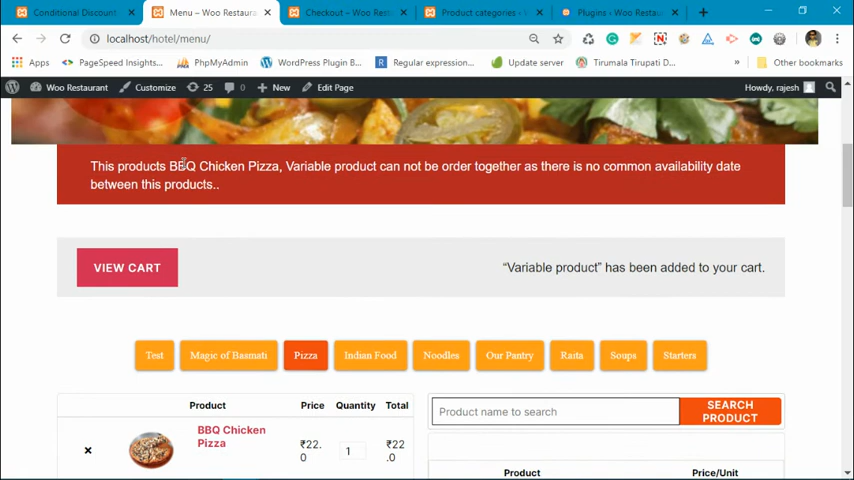 Conditional Discount
Menu – Woo Restaura
Checkout – Woo Rest
Product categories ‹ W
Plugins ‹ Woo Restaura
localhost/hotel/menu/
Apps
PageSpeed Insights...
PhpMyAdmin
WordPress Plugin B...
Regular expression...
Update server
Tirumala Tirupati D...
»
Other bookmarks
Woo Restaurant
Customize
25
0
New
Edit Page
Howdy, rajesh
This products BBQ Chicken Pizza, Variable product can not be order together as there is no common availability date
between this products..
VIEW CART
“Variable product” has been added to your cart.
Test
Magic of Basmati
Pizza
Indian Food
Noodles
Our Pantry
Raita
Soups
Starters
Product
Price
Quantity
Total
Product name to search
SEARCH
PRODUCT
BBQ Chicken
Pizza
₹22.
0
1
₹22
.0
Product
Price/Unit